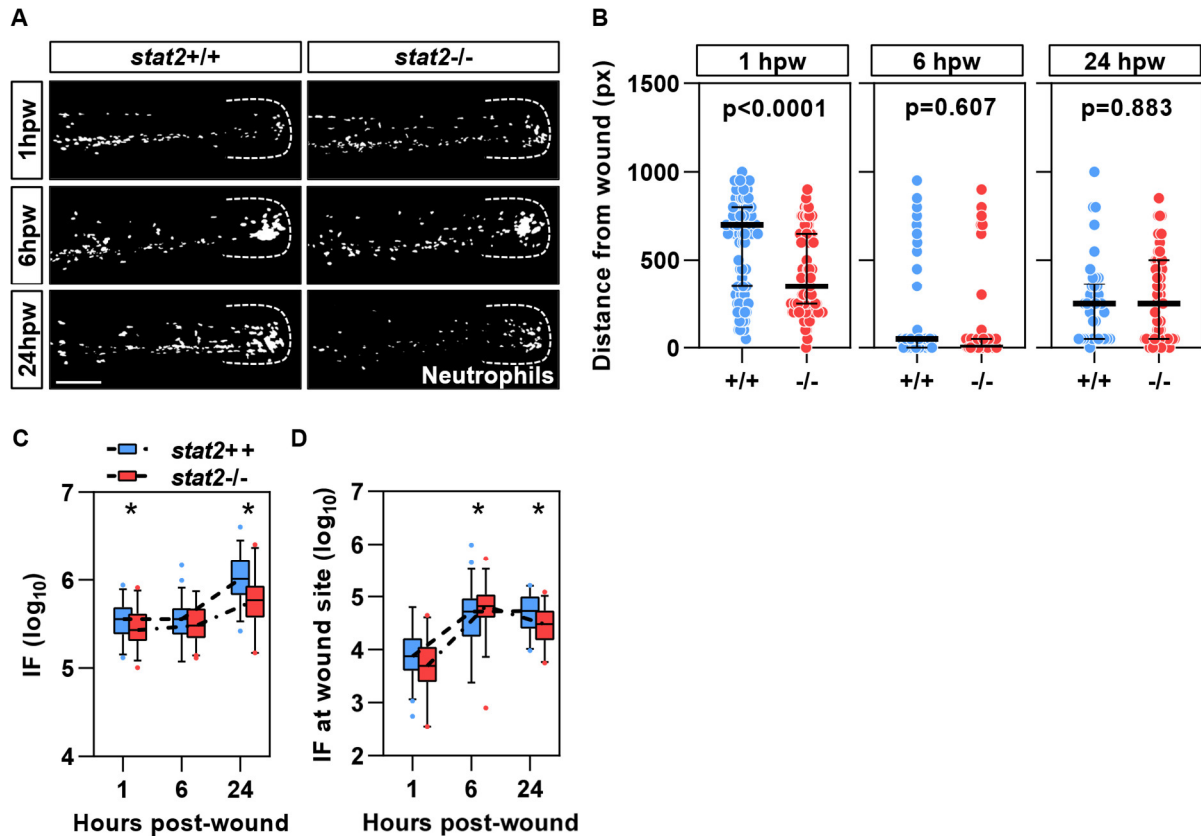 A
stat2+/+
stat2-/-
1hpw
6hpw
24hpw
Neutrophils
B
1 hpw
6 hpw
24 hpw
Distance from wound (px)
1500
1000
500
0
p<0.0001
p=0.607
p=0.883
+/+
-/-
+/+
-/-
+/+
-/-
C
stat2++
stat2-/-
IF (log10)
7
6
5
4
*
*
1
6
24
Hours post-wound
D
IF at wound site (log10)
7
6
5
4
3
2
*
*
1
6
24
Hours post-wound